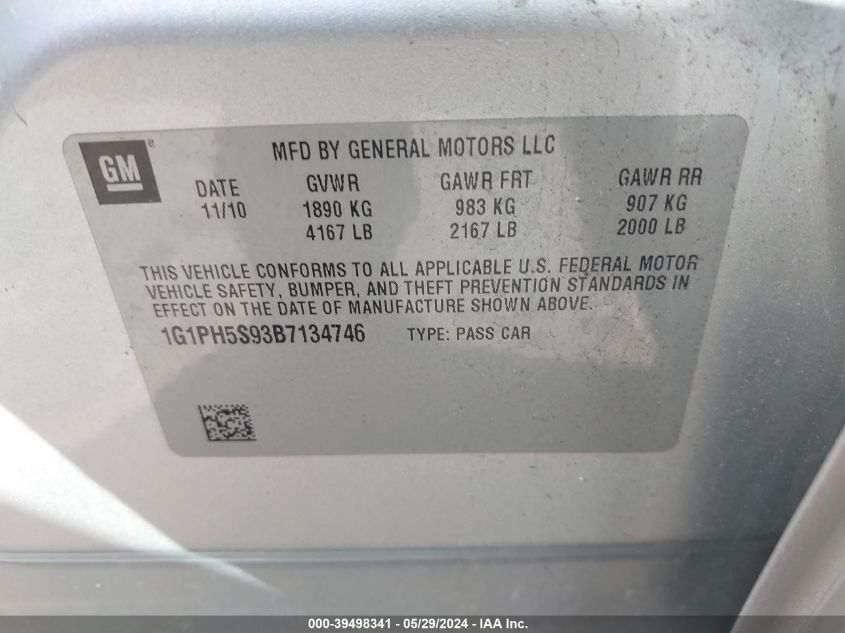 GM®
MFD BY GENERAL MOTORS LLC
DATE GVWR GAWR FRT GAWR RR
11/10 1890 KG 983 KG 907 KG
4167 LB 2167 LB 2000 LB
THIS VEHICLE CONFORMS TO ALL APPLICABLE U.S. FEDERAL MOTOR
VEHICLE SAFETY, BUMPER, AND THEFT PREVENTION STANDARDS IN
EFFECT ON THE DATE OF MANUFACTURE SHOWN ABOVE.
1G1PH5S93B7134746 TYPE: PASS CAR
000-39498341 - 05/29/2024 - IAA Inc.